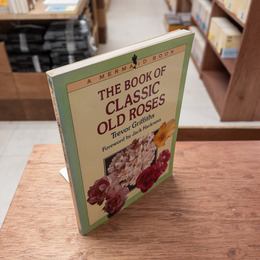 A MERMAID BOOK
THE BOOK OF
CLASSIC
OLD ROSES
Trevor Griffiths
Foreword by Jack Harkness